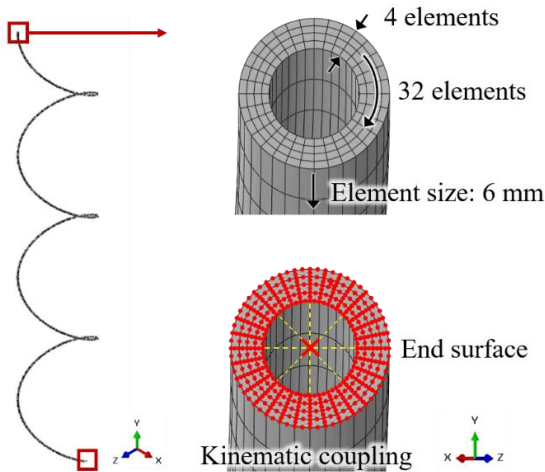 4 elements
32 elements
Element size: 6 mm
End surface
Kinematic coupling
Y
Z
X
Y
X
Z